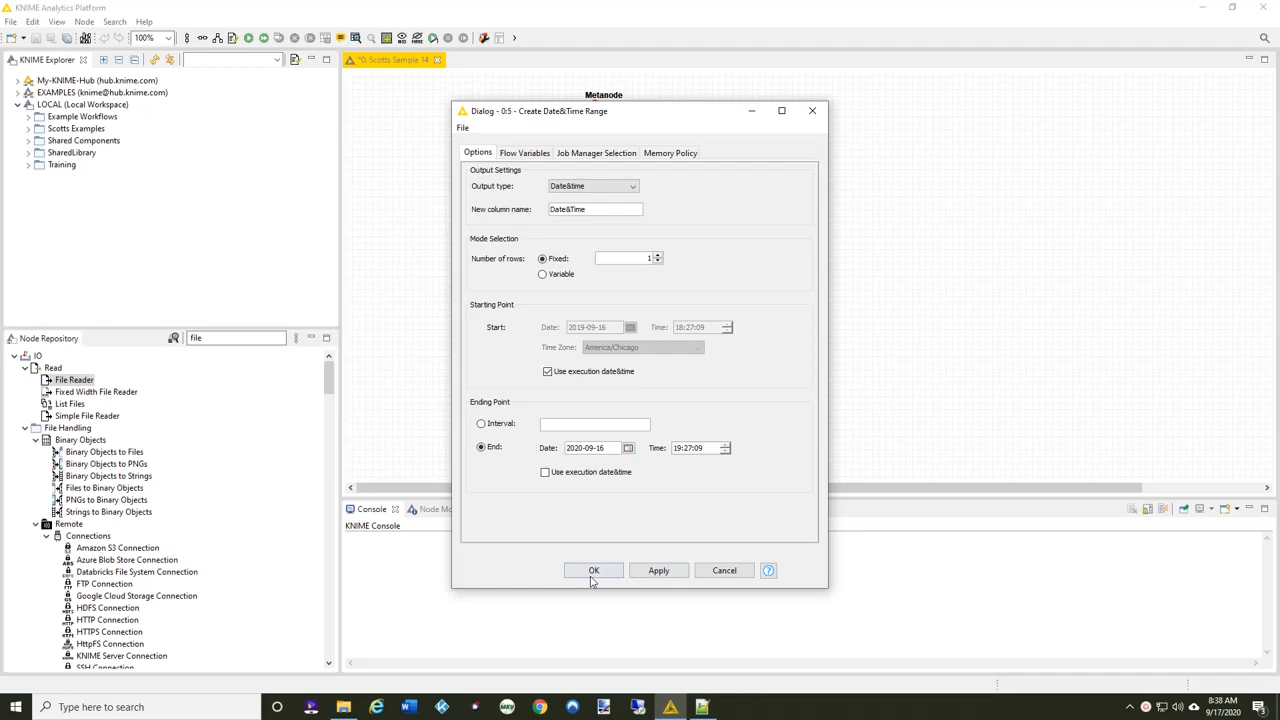 KNIME Analytics Platform
File Edit View Node Search Help
100%
KNIME Explorer
*0: Scotts Sample 14
My-KNIME-Hub (hub.knime.com)
EXAMPLES (knime@hub.knime.com)
LOCAL (Local Workspace)
Example Workflows
Scotts Examples
Shared Components
SharedLibrary
Training
Metanode
Dialog - 0:5 - Create Date&Time Range
File
Options Flow Variables Job Manager Selection Memory Policy
Output Settings
Output type: Date&time
New column name: Date&Time
Mode Selection
Number of rows: Fixed: 1
Variable
Starting Point
Start: Date: 2019-09-16 Time: 18:27:09
Time Zone: America/Chicago
Use execution date&time
Ending Point
Interval:
End: Date: 2020-09-16 Time: 19:27:09
Use execution date&time
OK Apply Cancel ?
Node Repository
file
IO
Read
File Reader
Fixed Width File Reader
List Files
Simple File Reader
File Handling
Binary Objects
Binary Objects to Files
Binary Objects to PNGs
Binary Objects to Strings
Files to Binary Objects
PNGs to Binary Objects
Strings to Binary Objects
Remote
Connections
Amazon S3 Connection
Azure Blob Store Connection
Databricks File System Connection
FTP Connection
Google Cloud Storage Connection
HDFS Connection
HTTP Connection
HTTPS Connection
HttpFS Connection
KNIME Server Connection
SSH Connection
Console
Node Mo
KNIME Console
Type here to search
8:38 AM
9/17/2020